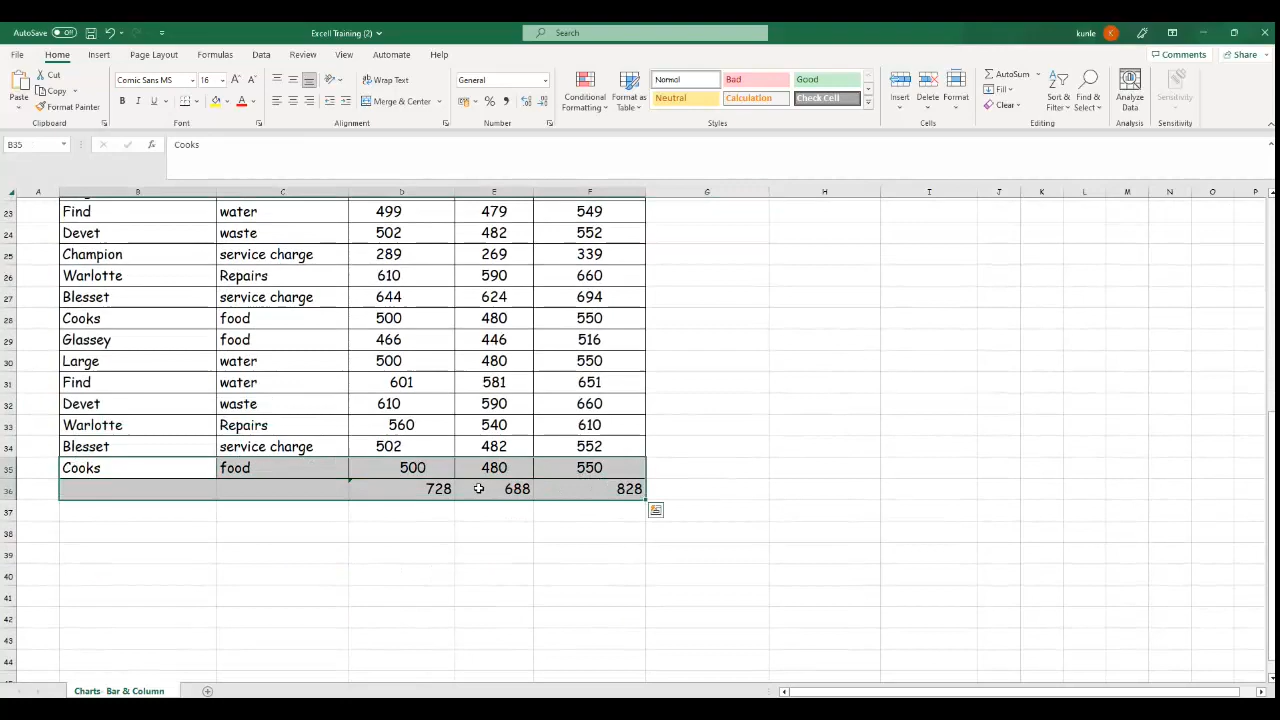 AutoSave Off Excell Training (2) Search kunle K
File Home Insert Page Layout Formulas Data Review View Automate Help Comments Share
Paste Cut Copy Format Painter Clipboard
Comic Sans MS 16 A A B I U A Font
Wrap Text Merge & Center Alignment
General % Number
Conditional Formatting Format as Table Normal Bad Good Neutral Calculation Check Cell Styles
Insert Delete Format Cells
AutoSum Fill Clear Sort & Filter Find & Select Editing
Analyze Data Analysis
Sensitivity Sensitivity
B35 fx Cooks
A B C D E F G H I J K L M N O P
23 Find water 499 479 549
24 Devet waste 502 482 552
25 Champion service charge 289 269 339
26 Warlotte Repairs 610 590 660
27 Blesset service charge 644 624 694
28 Cooks food 500 480 550
29 Glassey food 466 446 516
30 Large water 500 480 550
31 Find water 601 581 651
32 Devet waste 610 590 660
33 Warlotte Repairs 560 540 610
34 Blesset service charge 502 482 552
35 Cooks food 500 480 550
36 728 688 828
37
38
39
40
41
42
43
44
Charts- Bar & Column